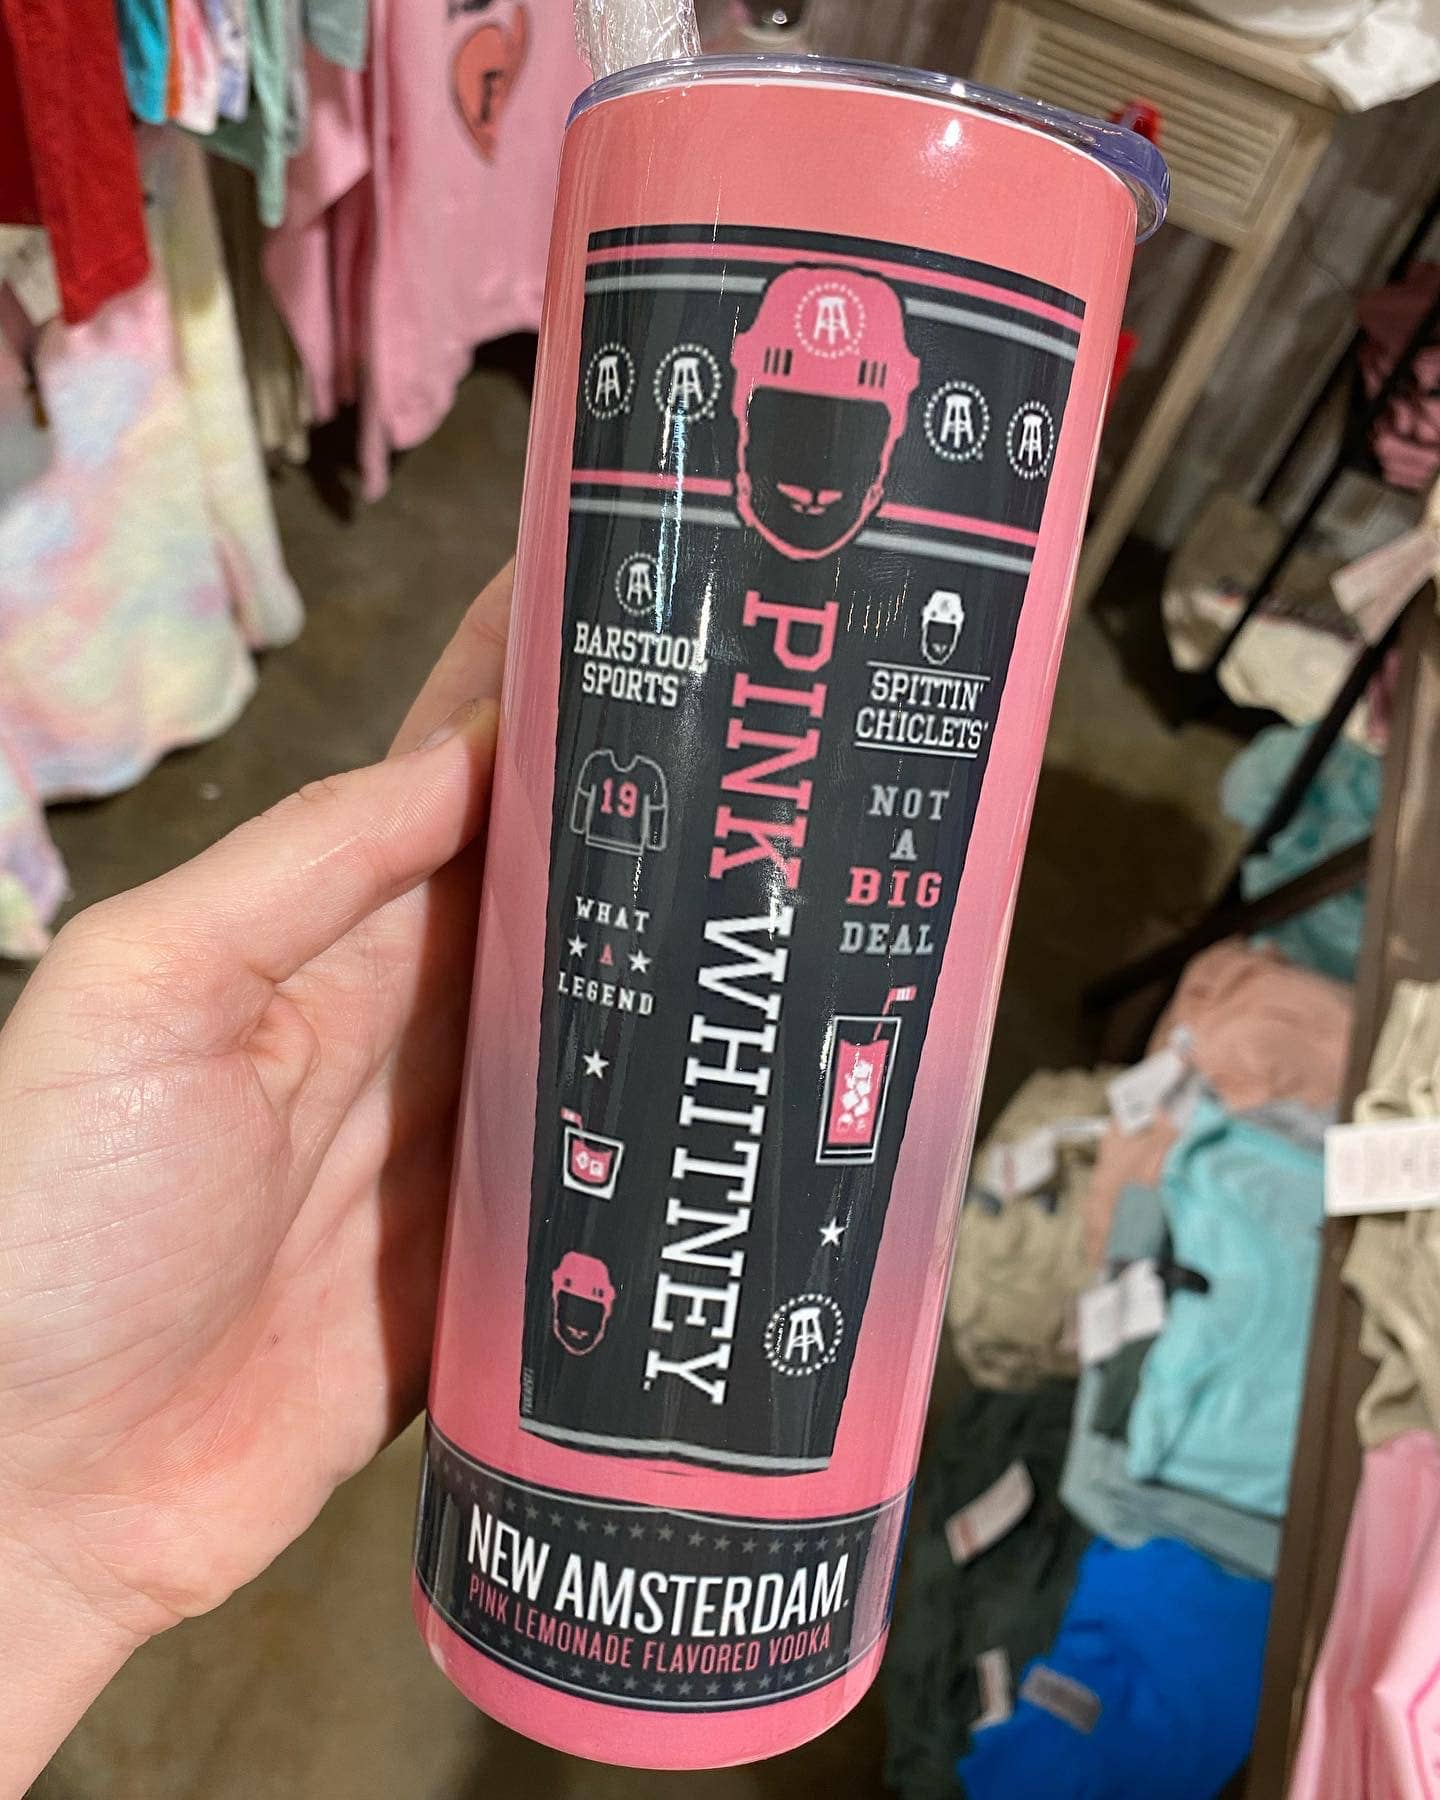 BARSTOOL
SPORTS
19
WHAT
A
LEGEND
PINK WHITNEY
SPITTIN'
CHICLETS
NOT
A
BIG
DEAL
NEW AMSTERDAM
PINK LEMONADE FLAVORED VODKA